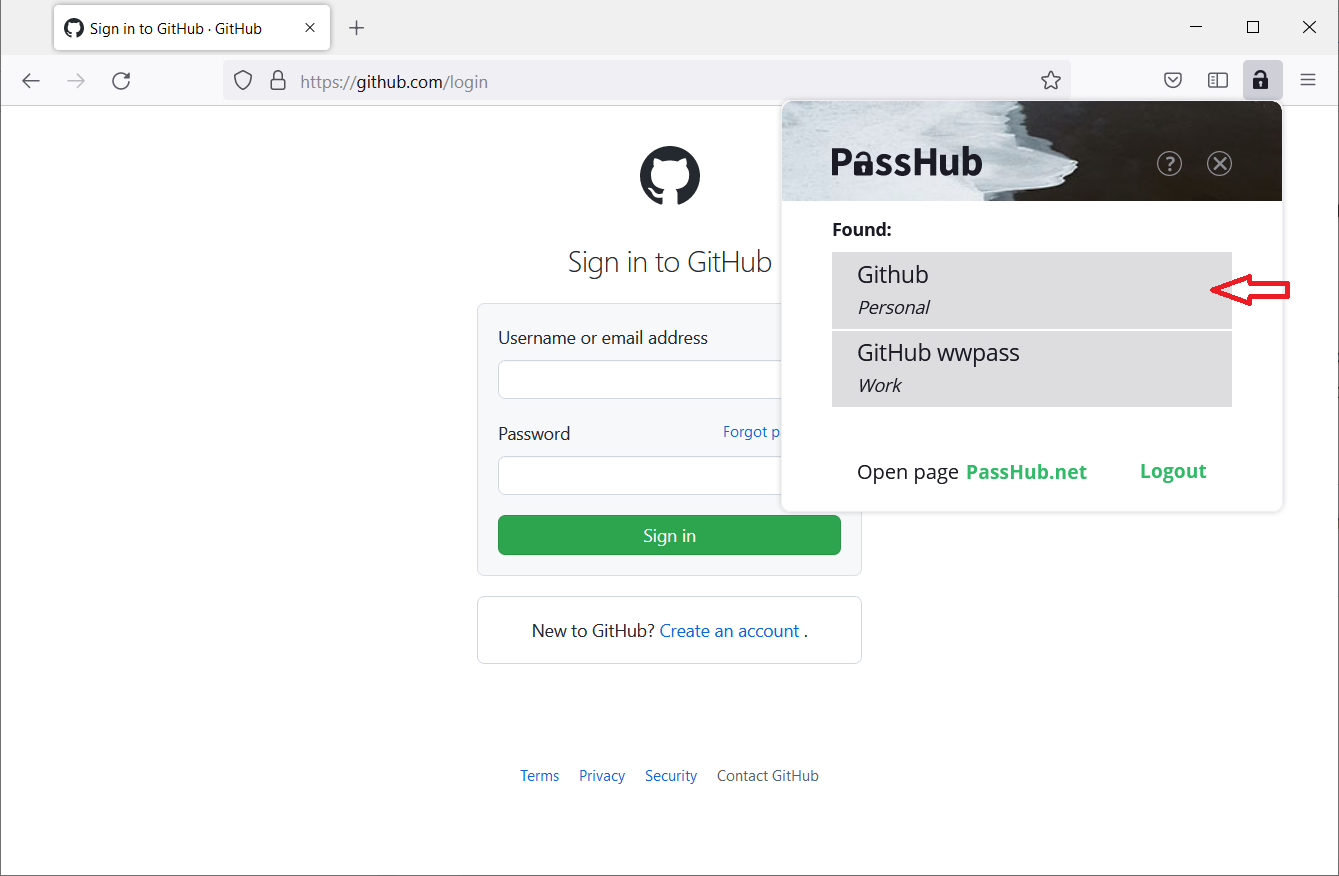 Sign in to GitHub · GitHub
https://github.com/login
PassHub
?
Found:
Github
Personal
GitHub wwpass
Work
Open page PassHub.net
Logout
Sign in to GitHub
Username or email address
Password
Forgot p
Sign in
New to GitHub? Create an account .
Terms
Privacy
Security
Contact GitHub